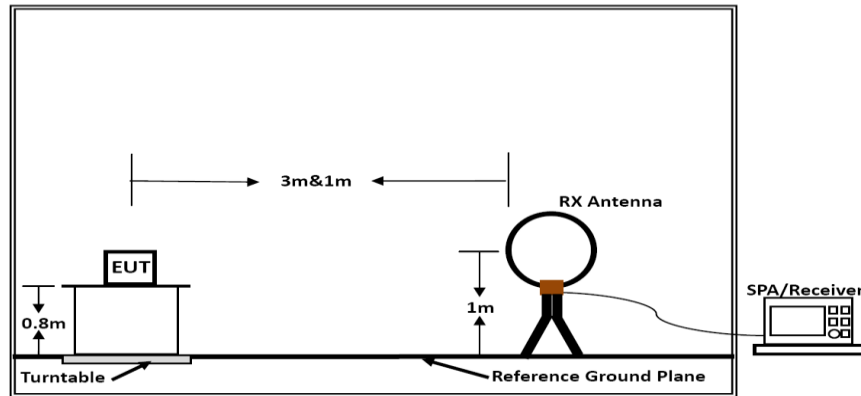 3m&1m
RX Antenna
EUT
SPA/Receiver
0.8m
1m
Turntable
Reference Ground Plane